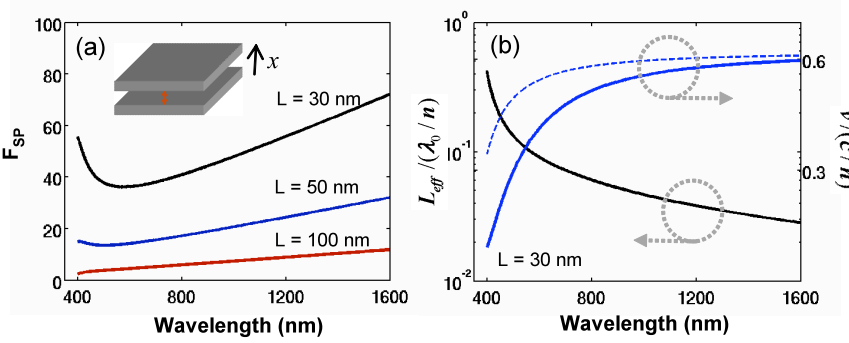 (a)
x
L = 30 nm
L = 50 nm
L = 100 nm
F_SP
100
80
60
40
20
0
400
800
1200
1600
Wavelength (nm)
(b)
L = 30 nm
L_eff /(λ_0 / n)
10^0
10^-1
10^-2
0.6
0.3
400
800
1200
1600
Wavelength (nm)